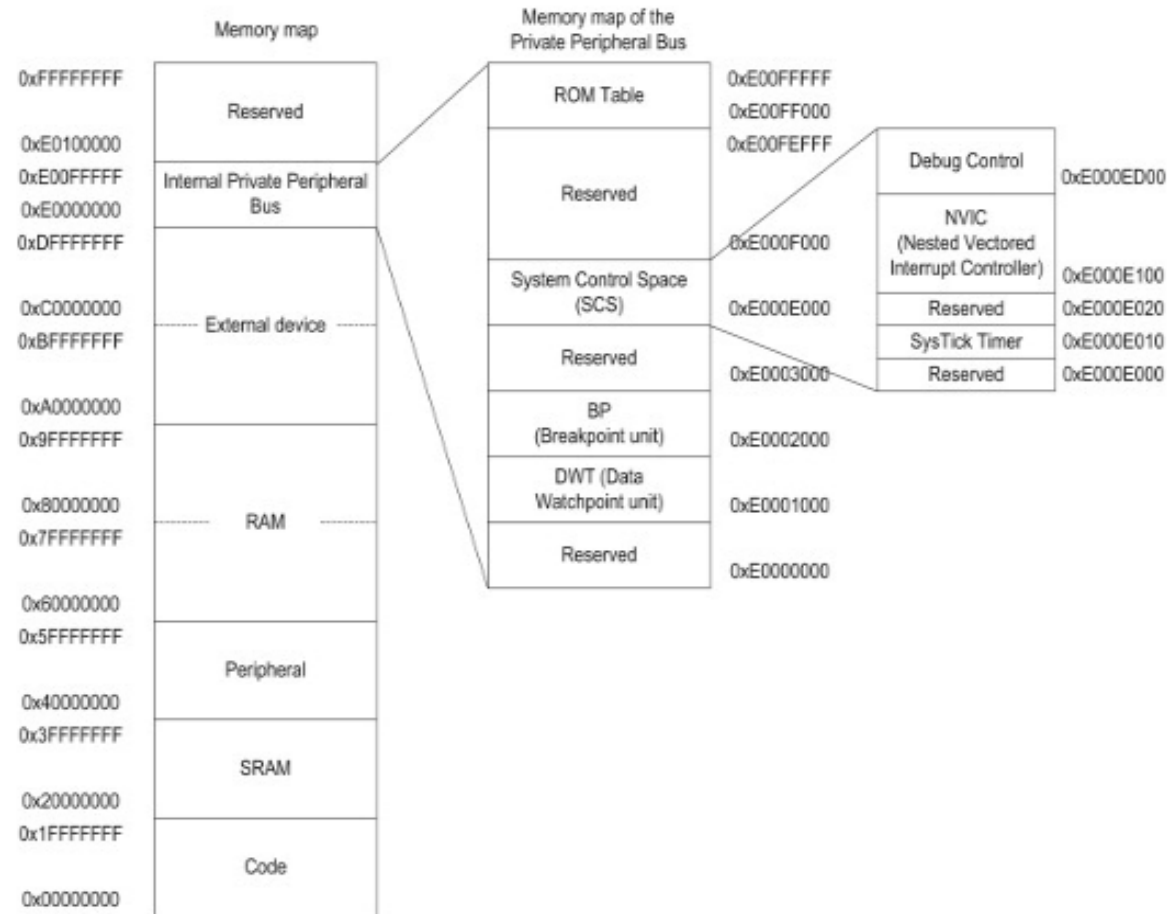 Memory map
0xFFFFFFFF
Reserved
0xE0100000
0xE00FFFFF
Internal Private Peripheral
Bus
0xE0000000
0xDFFFFFFF
0xC0000000
External device
0xBFFFFFFF
0xA0000000
0x9FFFFFFF
0x80000000
RAM
0x7FFFFFFF
0x60000000
0x5FFFFFFF
Peripheral
0x40000000
0x3FFFFFFF
SRAM
0x20000000
0x1FFFFFFF
Code
0x00000000
Memory map of the
Private Peripheral Bus
0xE00FFFFF
ROM Table
0xE00FF000
0xE00FEFFF
Reserved
0xE000F000
System Control Space
(SCS)
0xE000E000
Reserved
0xE0003000
BP
(Breakpoint unit)
0xE0002000
DWT (Data
Watchpoint unit)
0xE0001000
Reserved
0xE0000000
Debug Control
0xE000ED00
NVIC
(Nested Vectored
Interrupt Controller)
0xE000E100
Reserved
0xE000E020
SysTick Timer
0xE000E010
Reserved
0xE000E000